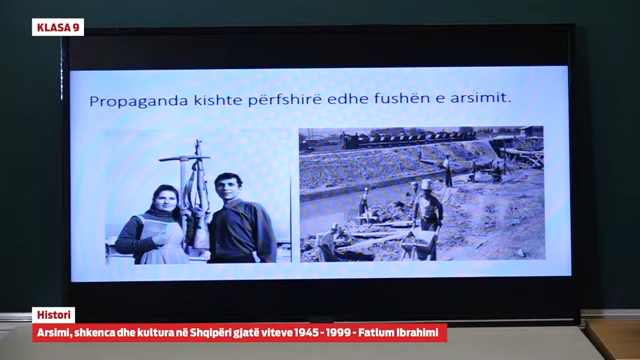 KLASA 9
Propaganda kishte përfshirë edhe fushën e arsimit.
Histori
Arsimi, shkenca dhe kultura në Shqipëri gjatë viteve 1945 - 1999 - Fatlum Ibrahimi